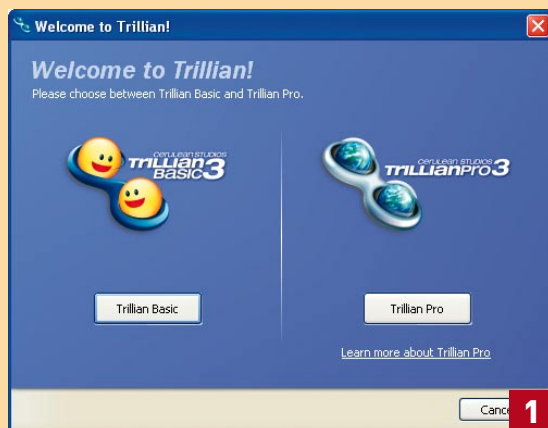 Welcome to Trillian!
Welcome to Trillian!
Please choose between Trillian Basic and Trillian Pro.
CERULEAN STUDIOS
TRILLIAN
BASIC3
CERULEAN STUDIOS
TRILLIANPRO3
Trillian Basic
Trillian Pro
Learn more about Trillian Pro
1